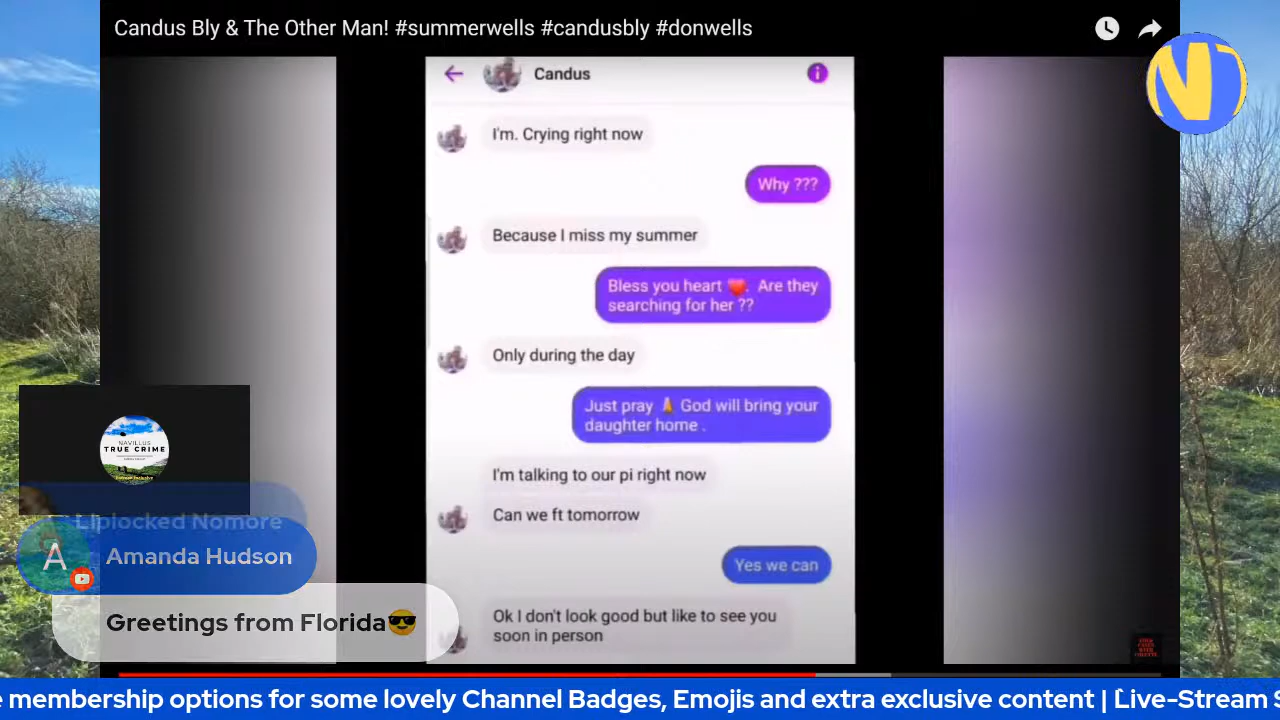 Candus Bly & The Other Man! #summerwells #candusbly #donwells
Candus
I'm. Crying right now
Why ???
Because I miss my summer
Bless you heart ❤️. Are they
searching for her ??
Only during the day
Just pray 🙏 God will bring your
daughter home .
I'm talking to our pi right now
Can we ft tomorrow
Yes we can
Ok I don't look good but like to see you
soon in person
NAVILLUS
TRUE CRIME
Liplocked Nomore
A
Amanda Hudson
Greetings from Florida😎
e membership options for some lovely Channel Badges, Emojis and extra exclusive content | Live-Stream S